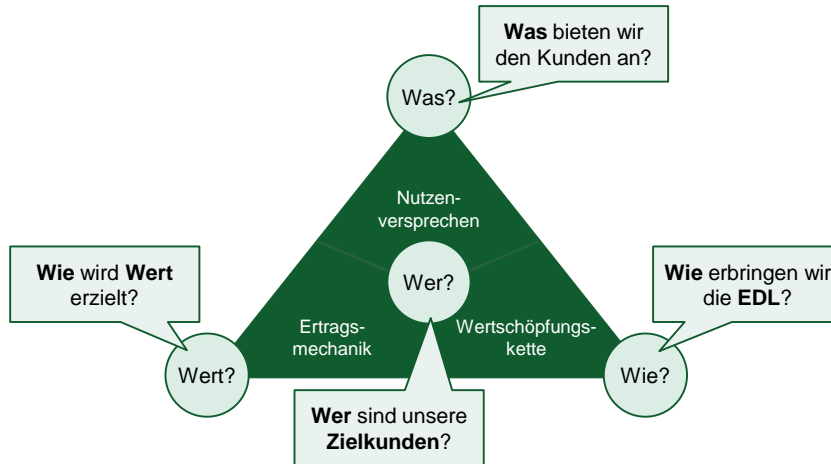 Was bieten wir
den Kunden an?
Was?
Nutzen-
versprechen
Wie wird Wert
erzielt?
Wer?
Wie erbringen wir
die EDL?
Ertrags-
mechanik
Wertschöpfungs-
kette
Wert?
Wie?
Wer sind unsere
Zielkunden?